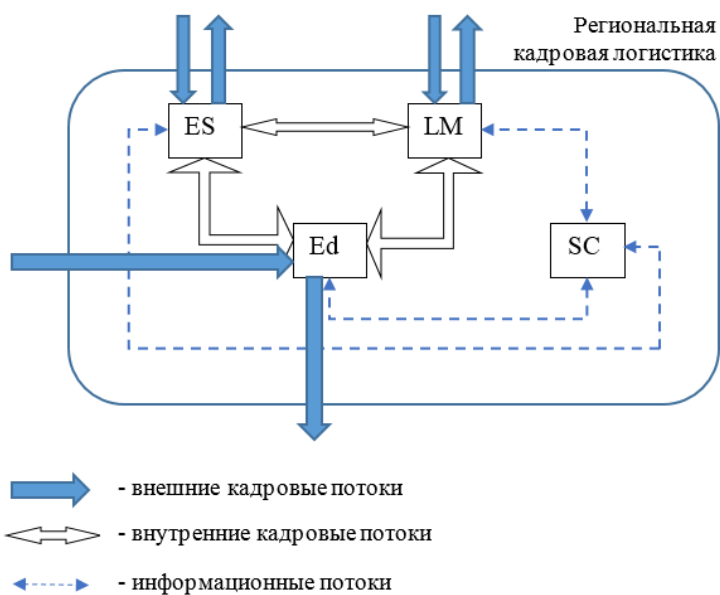 Региональная
кадровая логистика
ES
LM
Ed
SC
- внешние кадровые потоки
- внутренние кадровые потоки
- информационные потоки